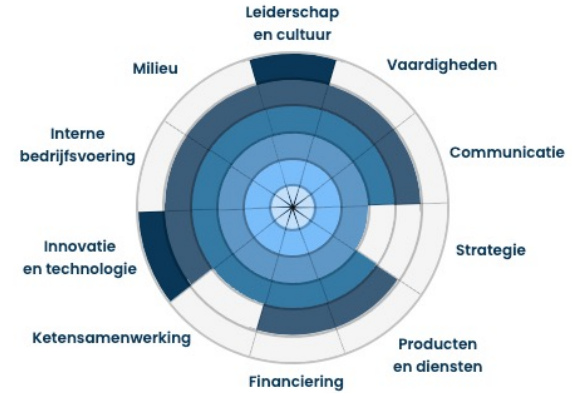 Leiderschap
en cultuur
Vaardigheden
Communicatie
Strategie
Producten
en diensten
Financiering
Ketensamenwerking
Innovatie
en technologie
Interne
bedrijfsvoering
Milieu